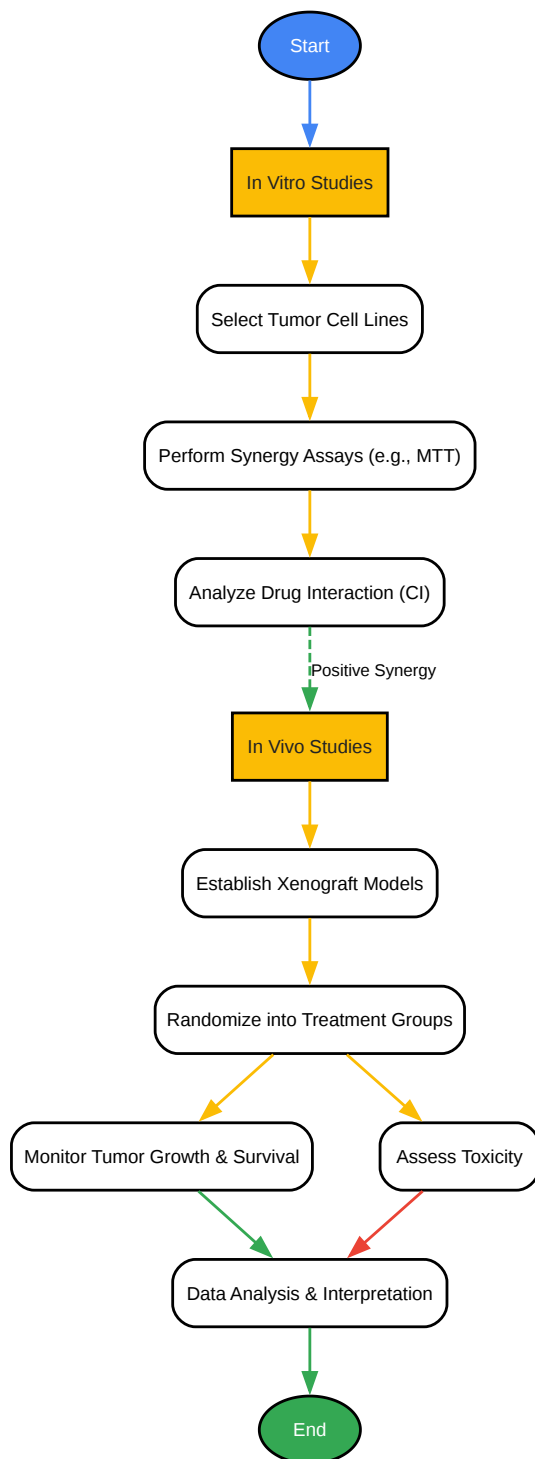 Start
In Vitro Studies
Select Tumor Cell Lines
Perform Synergy Assays (e.g., MTT)
Analyze Drug Interaction (CI)
Positive Synergy
In Vivo Studies
Establish Xenograft Models
Randomize into Treatment Groups
Monitor Tumor Growth & Survival
Assess Toxicity
Data Analysis & Interpretation
End